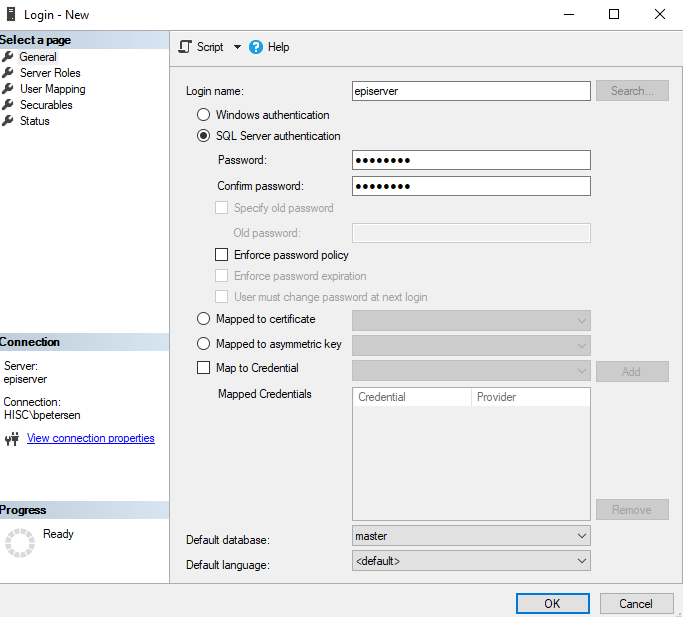 Login - New
Select a page
General
Server Roles
User Mapping
Securables
Status
Connection
Server:
episerver
Connection:
HISC\bpetersen
View connection properties
Progress
Ready
Script
Help
Login name:
episerver
Search...
Windows authentication
SQL Server authentication
Password:
●●●●●●●●
Confirm password:
●●●●●●●●
Specify old password
Old password:
Enforce password policy
Enforce password expiration
User must change password at next login
Mapped to certificate
Mapped to asymmetric key
Map to Credential
Add
Mapped Credentials
Credential Provider
Remove
Default database:
master
Default language:
<default>
OK Cancel